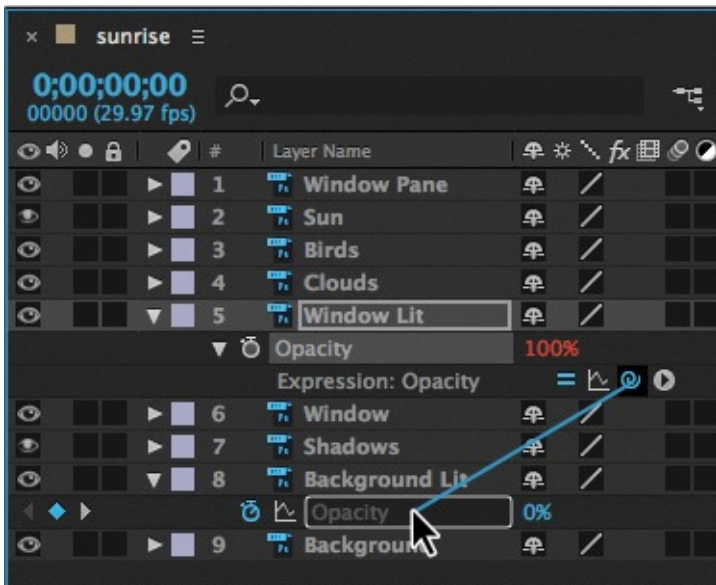 sunrise
0;00;00;00
00000 (29.97 fps)
# Layer Name fx
1 Window Pane
2 Sun
3 Birds
4 Clouds
5 Window Lit
Opacity 100%
Expression: Opacity
6 Window
7 Shadows
8 Background Lit
Opacity 0%
9 Background